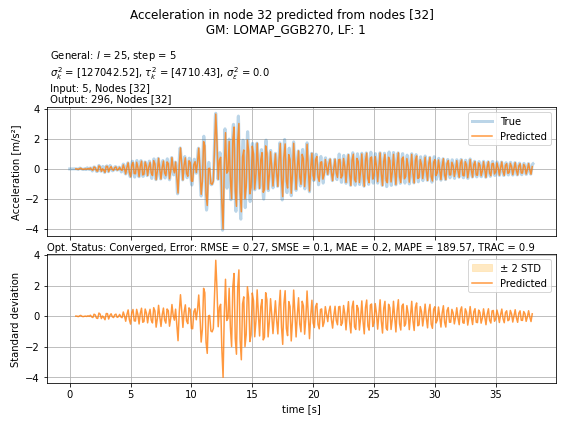 Acceleration in node 32 predicted from nodes [32]
GM: LOMAP_GGB270, LF: 1
General: l = 25, step = 5
σₖ² = [127042.52], τₖ² = [4710.43], σ_ε² = 0.0
Input: 5, Nodes [32]
Output: 296, Nodes [32]
4
2
0
−2
−4
Acceleration [m/s²]
True
Predicted
Opt. Status: Converged, Error: RMSE = 0.27, SMSE = 0.1, MAE = 0.2, MAPE = 189.57, TRAC = 0.9
4
2
0
−2
−4
Standard deviation
± 2 STD
Predicted
0 5 10 15 20 25 30 35
time [s]